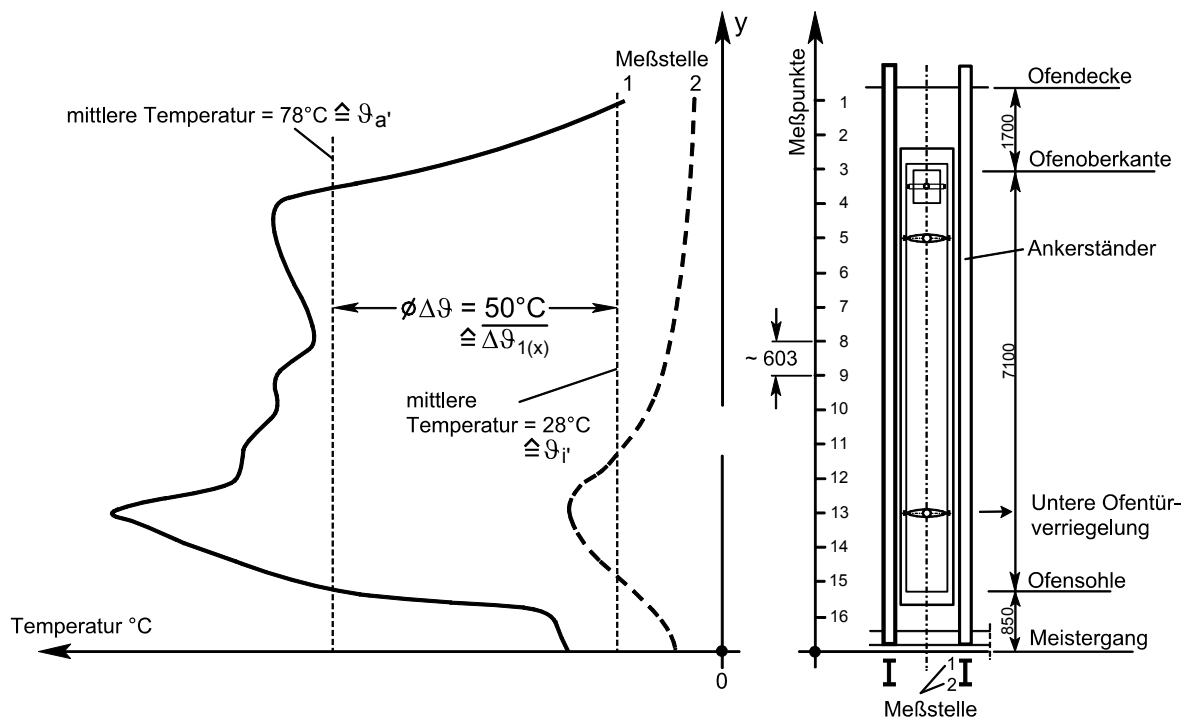 y
Meßstelle
1 2
mittlere Temperatur = 78°C ≙ ϑa'
ø Δϑ = 50°C
≙ Δϑ1(x)
mittlere
Temperatur = 28°C
≙ ϑi'
Temperatur °C
0
Meßpunkte
1
2
3
4
5
6
7
8
9
10
11
12
13
14
15
16
~ 603
Ofendecke
1700
Ofenoberkante
Ankerständer
7100
Untere Ofentür–
verriegelung
Ofensohle
850
Meistergang
1
2
Meßstelle